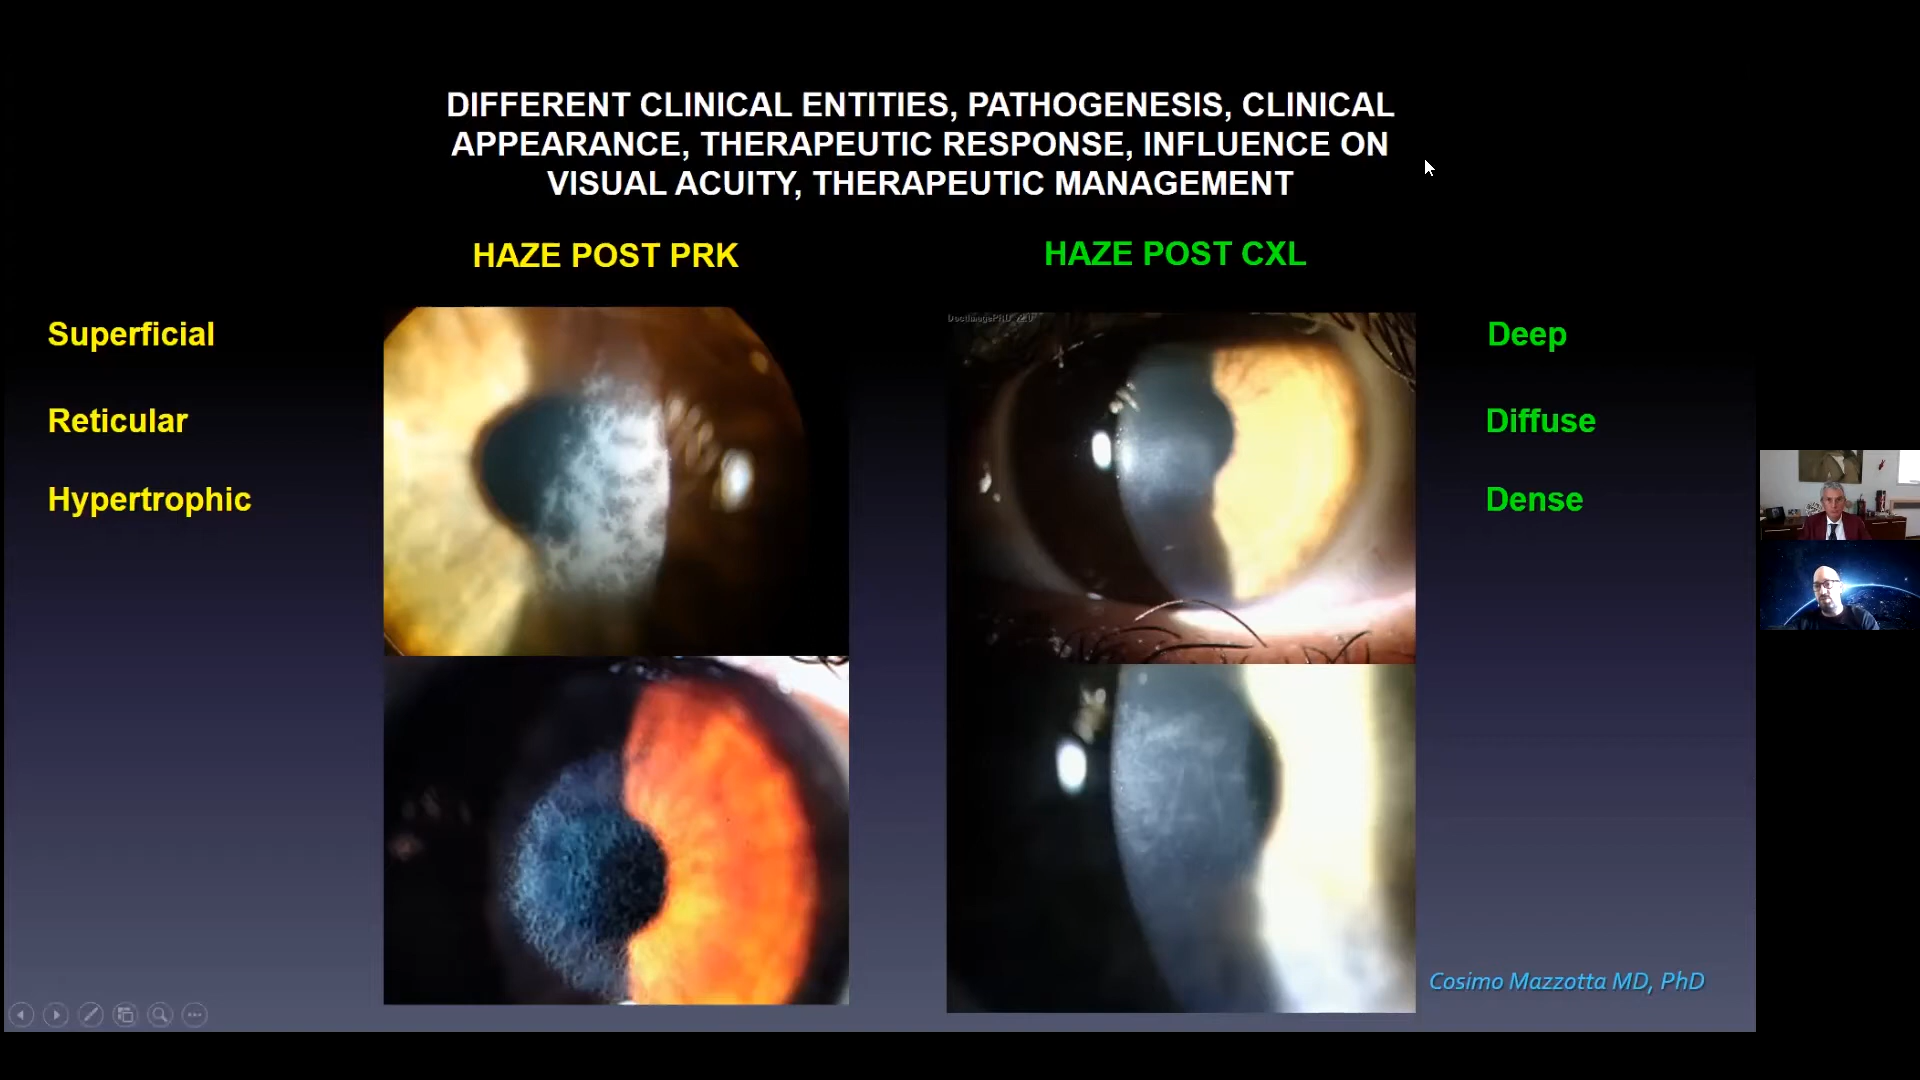 DIFFERENT CLINICAL ENTITIES, PATHOGENESIS, CLINICAL
APPEARANCE, THERAPEUTIC RESPONSE, INFLUENCE ON
VISUAL ACUITY, THERAPEUTIC MANAGEMENT
HAZE POST PRK
HAZE POST CXL
Superficial
Reticular
Hypertrophic
Deep
Diffuse
Dense
Cosimo Mazzotta MD, PhD